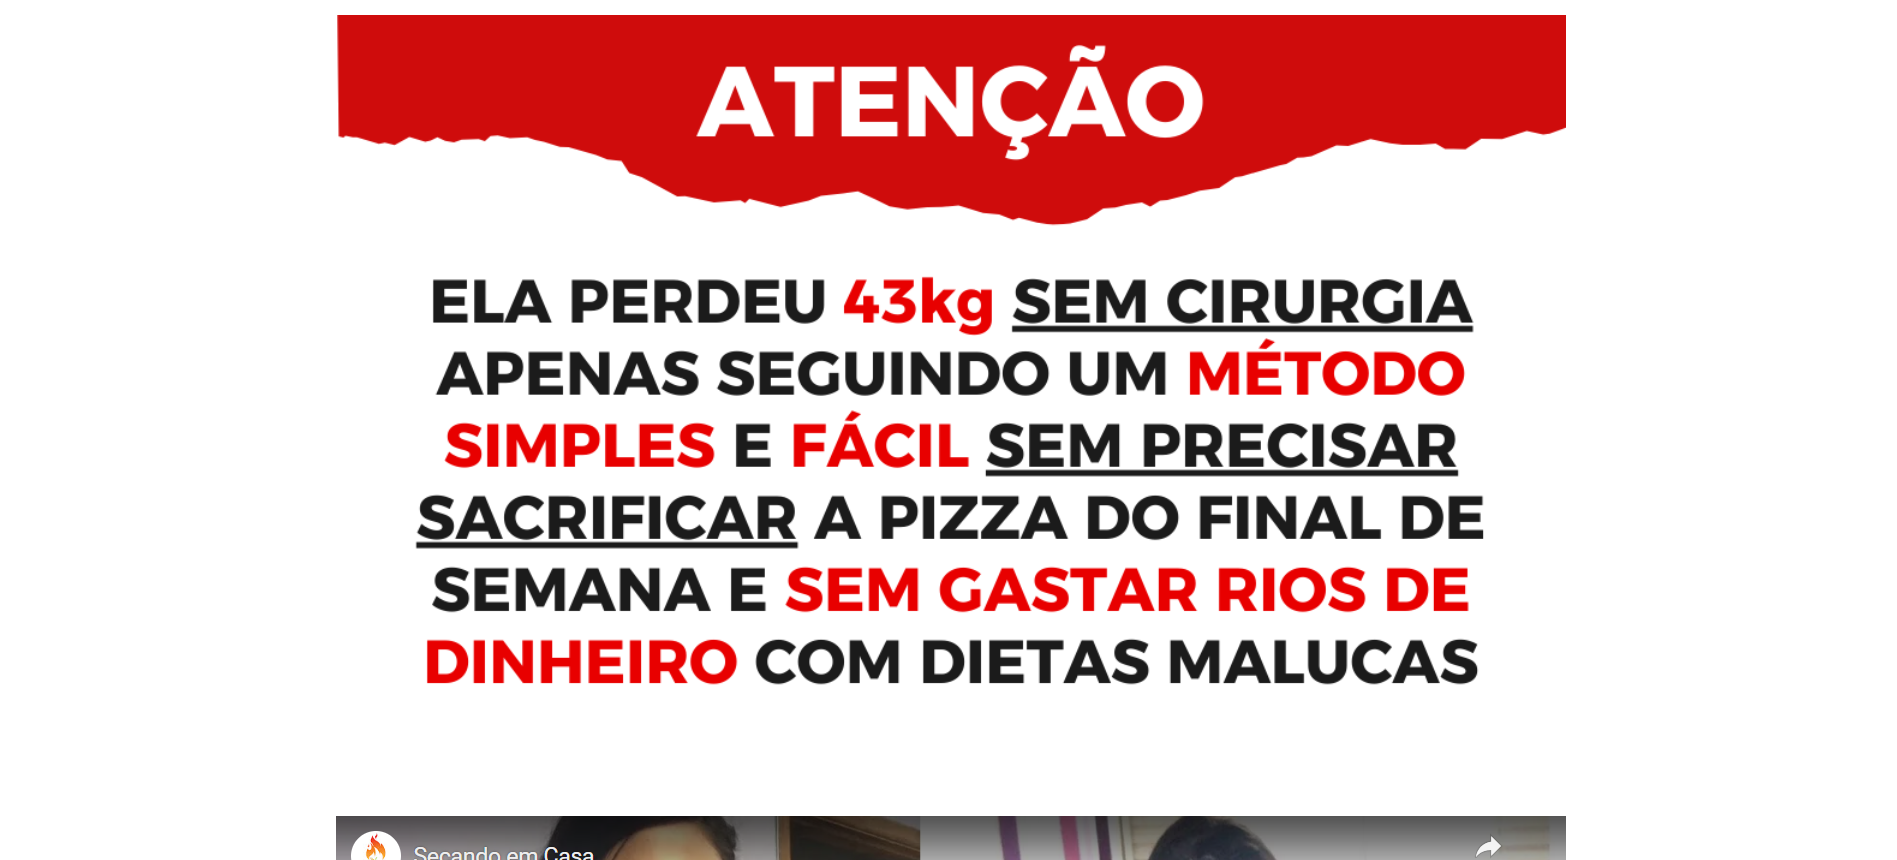 ATENÇÃO
ELA PERDEU 43kg SEM CIRURGIA
APENAS SEGUINDO UM MÉTODO
SIMPLES E FÁCIL SEM PRECISAR
SACRIFICAR A PIZZA DO FINAL DE
SEMANA E SEM GASTAR RIOS DE
DINHEIRO COM DIETAS MALUCAS
Secando em Casa